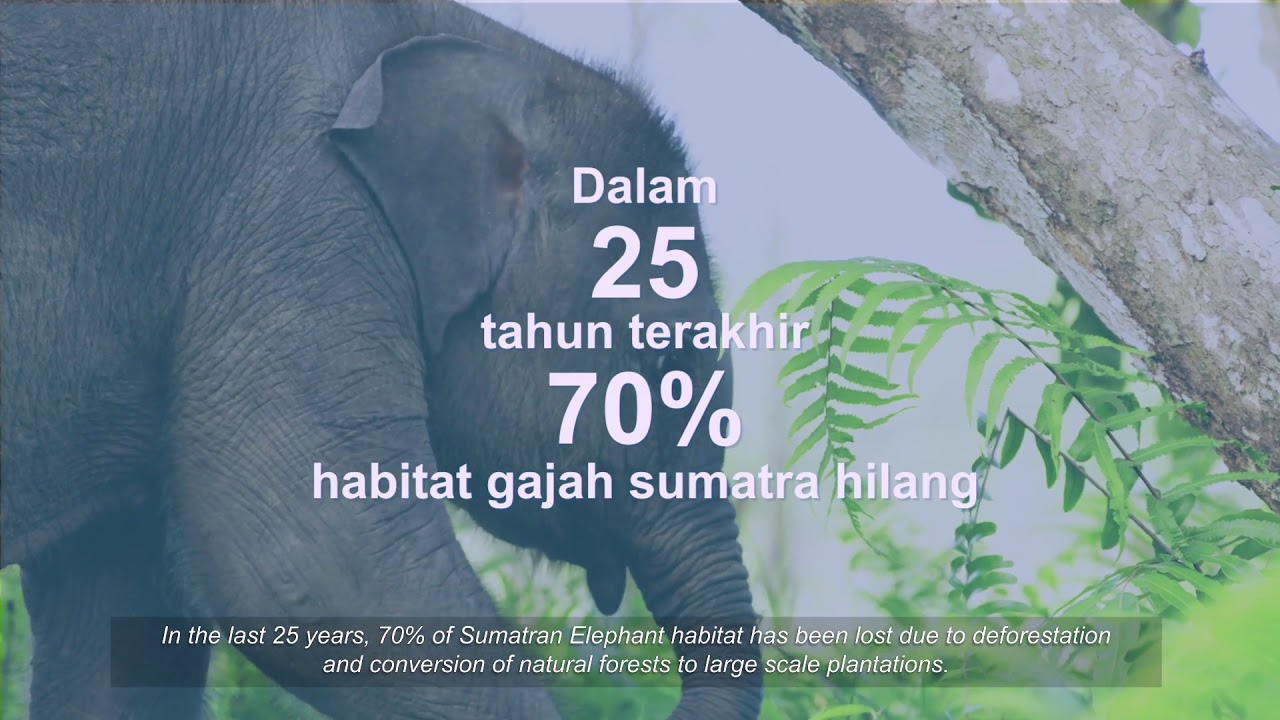 Dalam
25
tahun terakhir
70%
habitat gajah sumatra hilang
In the last 25 years, 70% of Sumatran Elephant habitat has been lost due to deforestation
and conversion of natural forests to large scale plantations.